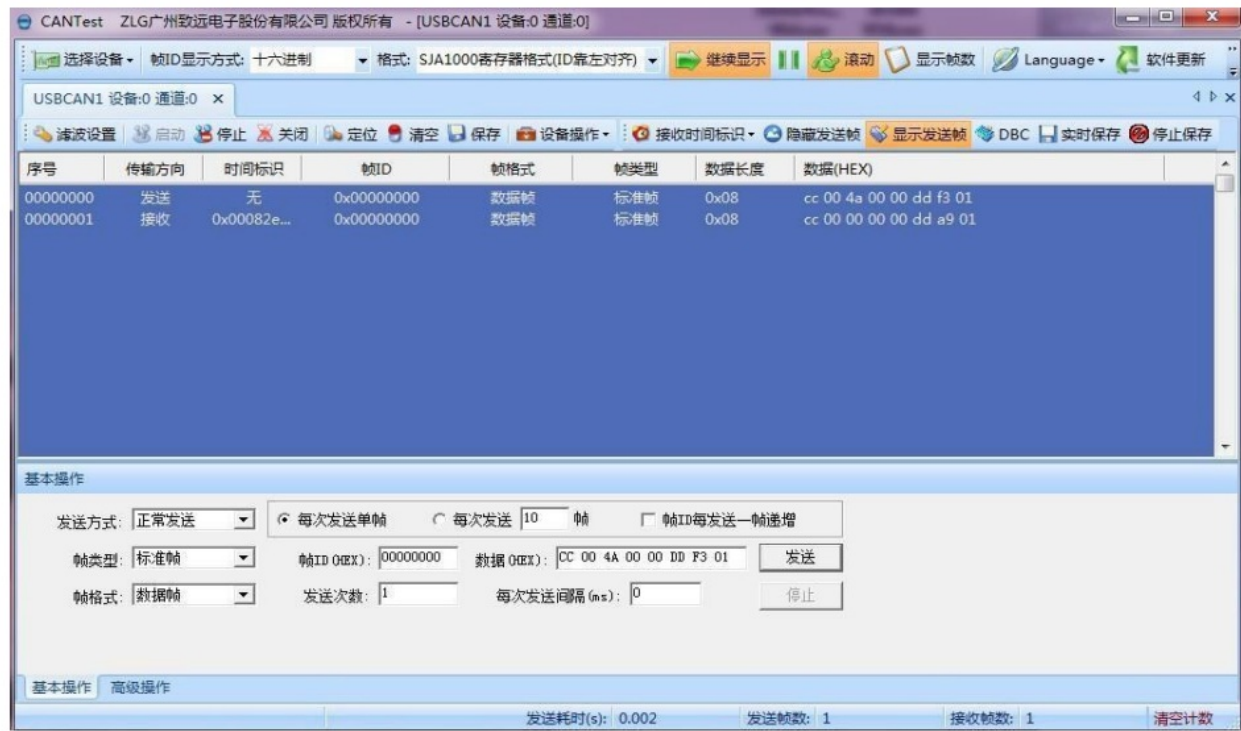 CANTest ZLG广州致远电子股份有限公司 版权所有 - [USBCAN1 设备:0 通道:0]
选择设备 帧ID显示方式: 十六进制 格式: SJA1000寄存器格式(ID靠左对齐) 继续显示 滚动 显示帧数 Language 软件更新
USBCAN1 设备:0 通道:0 ×
滤波设置 启动 停止 关闭 定位 清空 保存 设备操作 接收时间标识 隐藏发送帧 显示发送帧 DBC 实时保存 停止保存
序号 传输方向 时间标识 帧ID 帧格式 帧类型 数据长度 数据(HEX)
00000000 发送 无 0x00000000 数据帧 标准帧 0x08 cc 00 4a 00 00 dd f3 01
00000001 接收 0x00082e... 0x00000000 数据帧 标准帧 0x08 cc 00 00 00 00 dd a9 01
基本操作
发送方式: 正常发送 每次发送单帧 每次发送 10 帧 帧ID每发送一帧递增
帧类型: 标准帧 帧ID(HEX): 00000000 数据(HEX): CC 00 4A 00 00 DD F3 01 发送
帧格式: 数据帧 发送次数: 1 每次发送间隔(ms): 0 停止
基本操作 高级操作
发送耗时(s): 0.002 发送帧数: 1 接收帧数: 1 清空计数